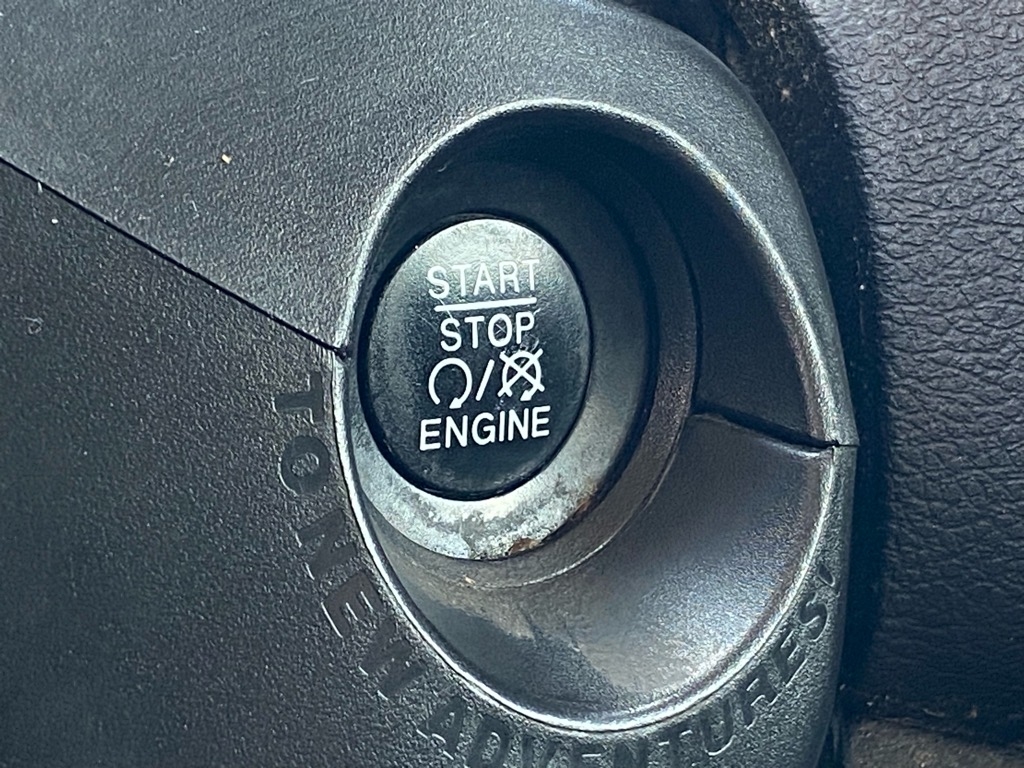 START
STOP
/
ENGINE
TO NEW ADVENTURES!